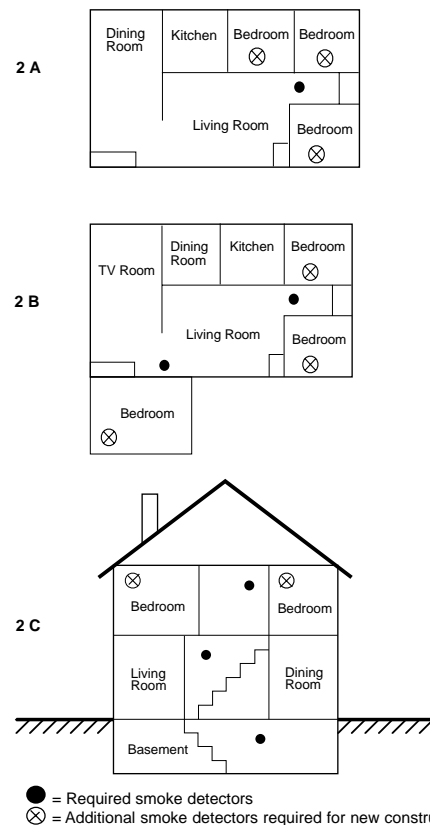 Dining
Room
Kitchen
Bedroom
Bedroom
2 A
Living Room
Bedroom
TV Room
Dining
Room
Kitchen
Bedroom
2 B
Living Room
Bedroom
Bedroom
Bedroom
Bedroom
2 C
Living
Room
Dining
Room
Basement
= Required smoke detectors
= Additional smoke detectors required for new constru